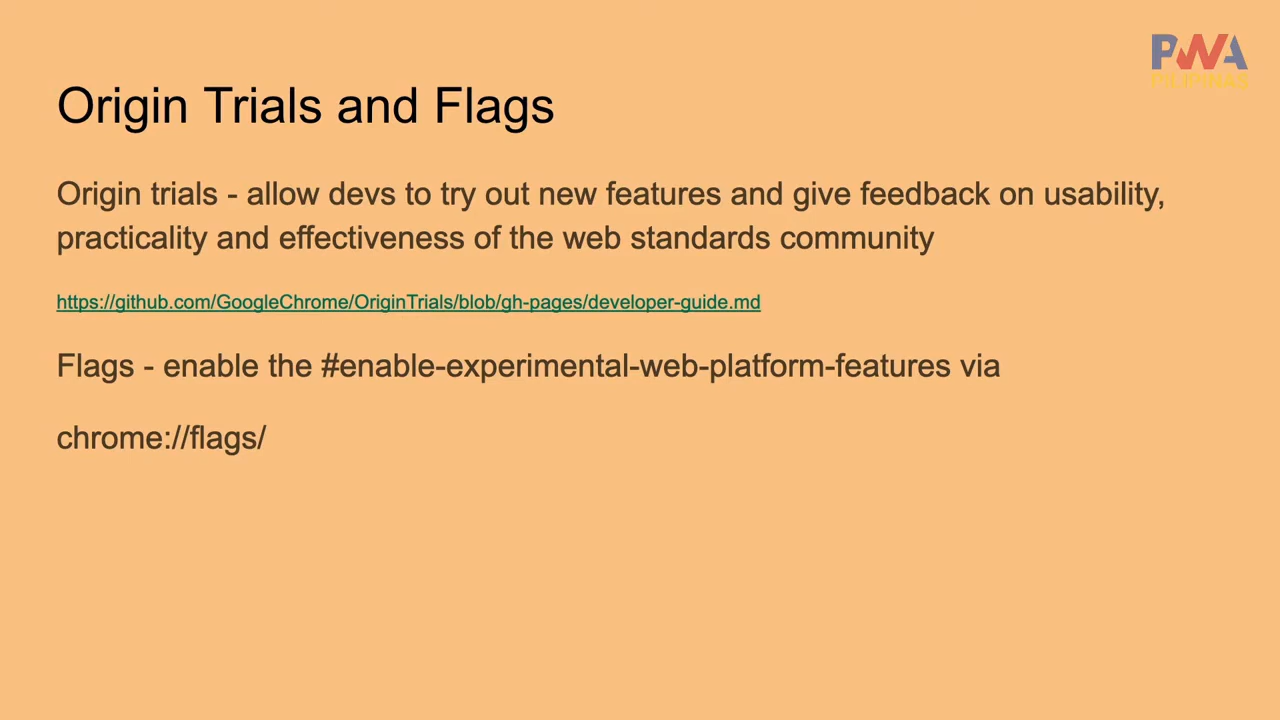 PWA
PILIPINAS
Origin Trials and Flags
Origin trials - allow devs to try out new features and give feedback on usability,
practicality and effectiveness of the web standards community
https://github.com/GoogleChrome/OriginTrials/blob/gh-pages/developer-guide.md
Flags - enable the #enable-experimental-web-platform-features via
chrome://flags/